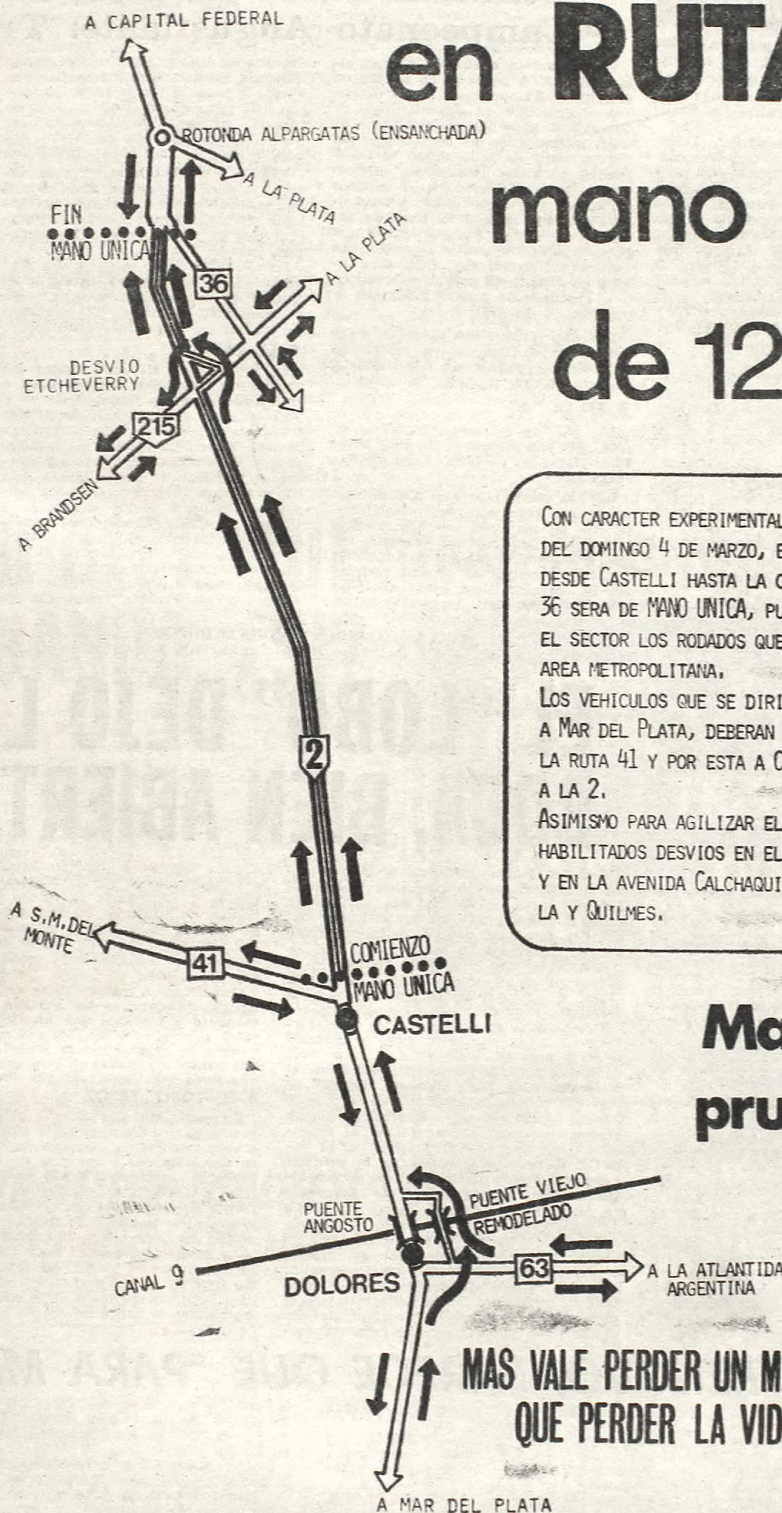 A CAPITAL FEDERAL
en RUTA
ROTONDA ALPARGATAS (ENSANCHADA)
A LA PLATA
mano
FIN
MANO UNICA
A LA PLATA
36
de 12
DESVIO
ETCHEVERRY
215
A BRANDSEN
CON CARACTER EXPERIMENTAL
DEL DOMINGO 4 DE MARZO, E
DESDE CASTELLI HASTA LA C
36 SERA DE MANO UNICA, PU
EL SECTOR LOS RODADOS QUE
AREA METROPOLITANA.
LOS VEHICULOS QUE SE DIRI
A MAR DEL PLATA, DEBERAN
LA RUTA 41 Y POR ESTA A C
A LA 2.
ASIMISMO PARA AGILIZAR EL
HABILITADOS DESVIOS EN EL
Y EN LA AVENIDA CALCHAQUI
LA Y QUILMES.
2
A S.M.DEL
MONTE
41
COMIENZO
MANO UNICA
CASTELLI
Ma
pru
PUENTE
ANGOSTO
PUENTE VIEJO
REMODELADO
CANAL 9
DOLORES
63
A LA ATLANTIDA
ARGENTINA
MAS VALE PERDER UN M
QUE PERDER LA VID
A MAR DEL PLATA